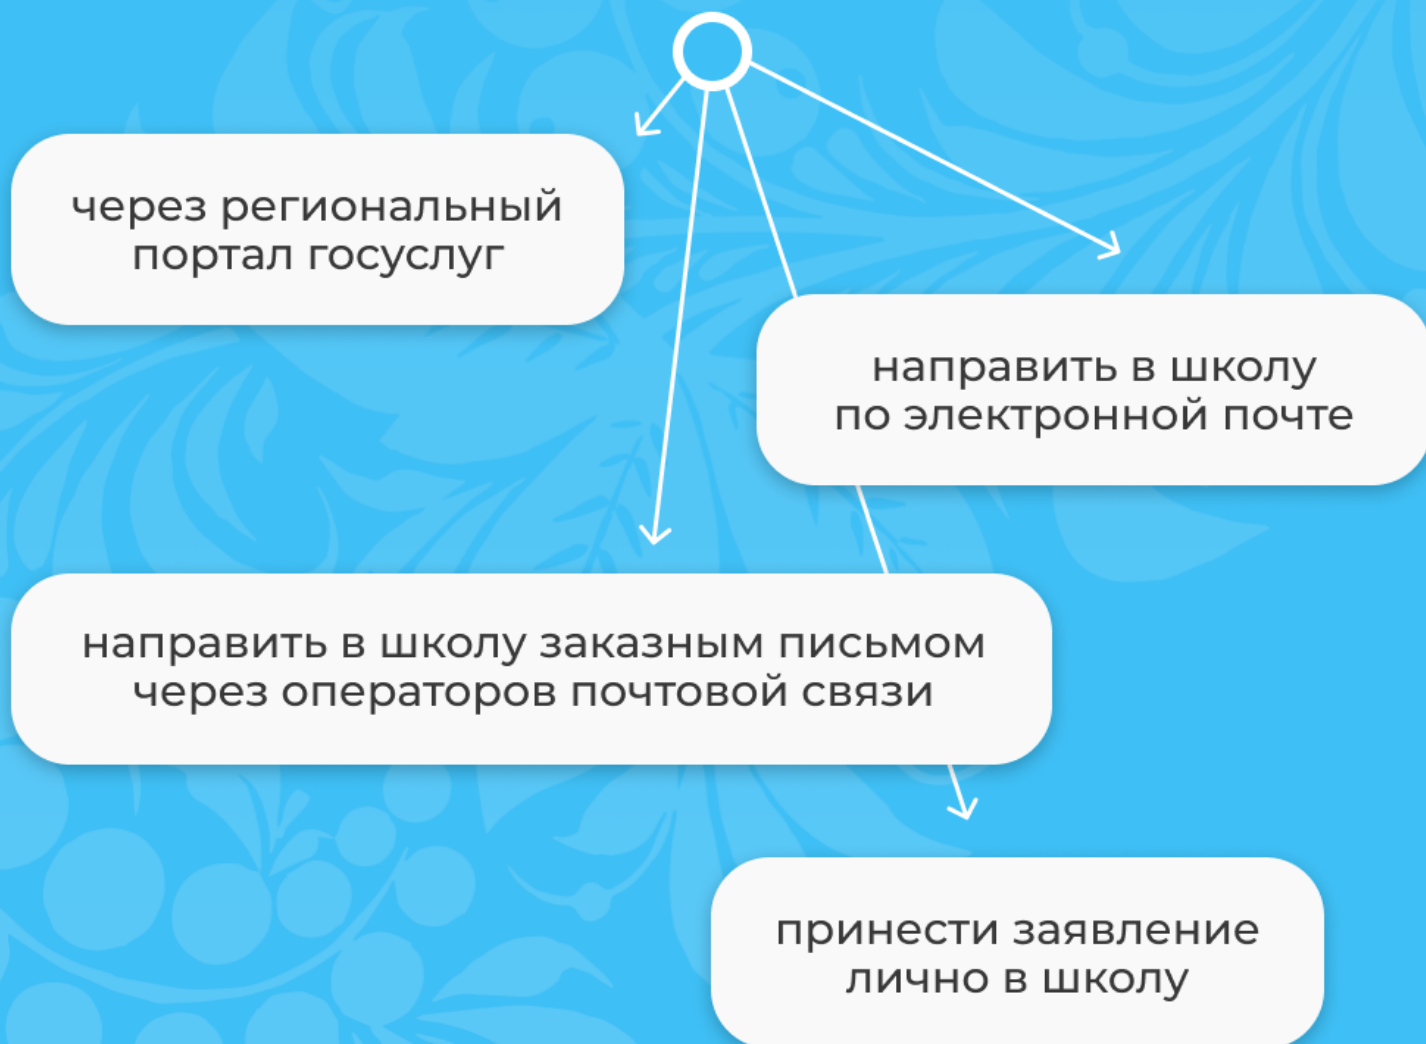 через региональный
портал госуслуг
направить в школу
по электронной почте
направить в школу заказным письмом
через операторов почтовой связи
принести заявление
лично в школу